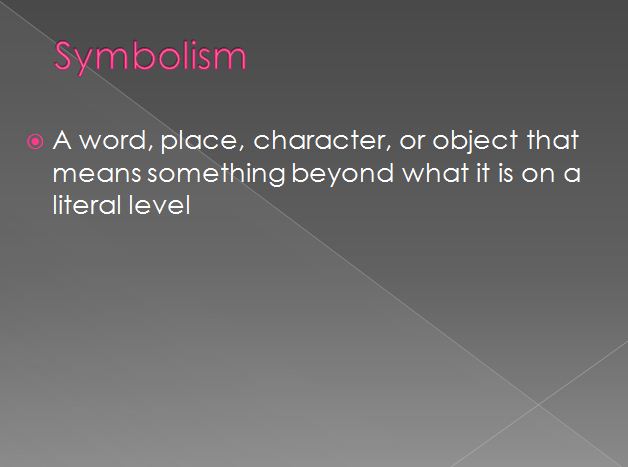 Symbolism
A word, place, character, or object that
means something beyond what it is on a
literal level